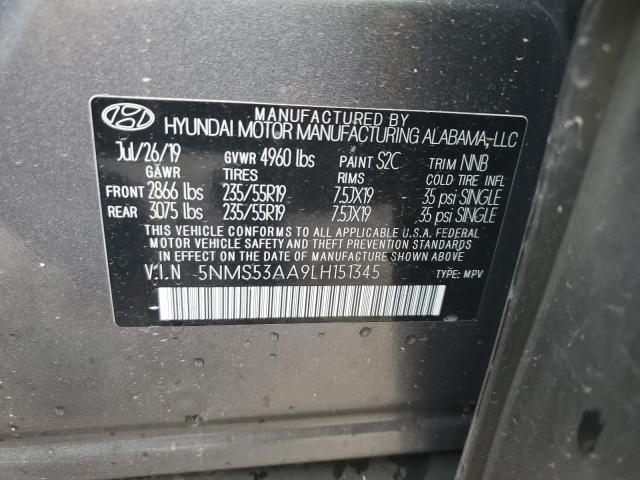 MANUFACTURED BY
HYUNDAI MOTOR MANUFACTURING ALABAMA, LLC
Jul/26/19 GVWR 4960 lbs PAINT S2C TRIM NNB
GAWR TIRES RIMS COLD TIRE INFL
FRONT 2866 lbs 235/55R19 7.5JX19 35 psi SINGLE
REAR 3075 lbs 235/55R19 7.5JX19 35 psi SINGLE
THIS VEHICLE CONFORMS TO ALL APPLICABLE U.S.A. FEDERAL
MOTOR VEHICLE SAFETY AND THEFT PREVENTION STANDARDS
IN EFFECT ON THE DATE OF MANUFACTURE SHOWN ABOVE
V.I.N 5NMS53AA9LH151345 TYPE: MPV